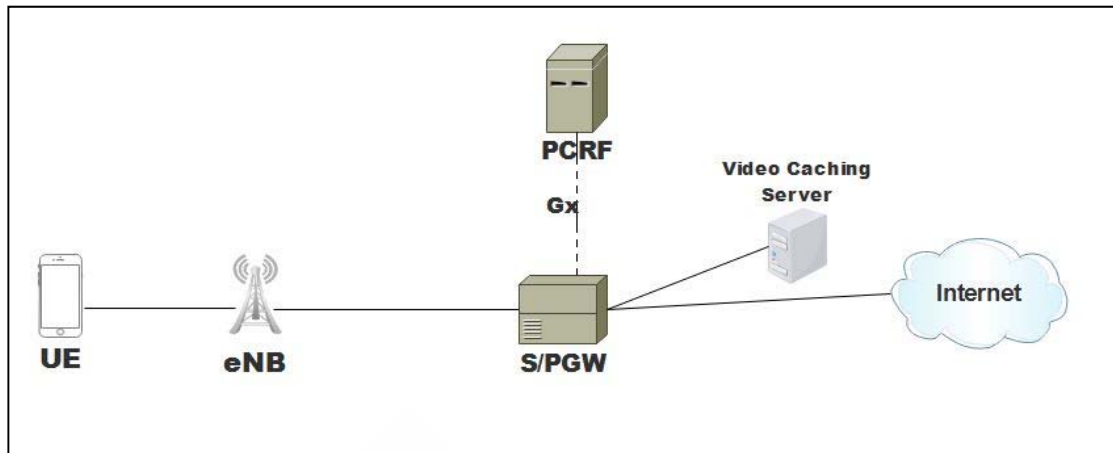 PCRF
Video Caching
Server
Gx
Internet
UE
eNB
S/PGW